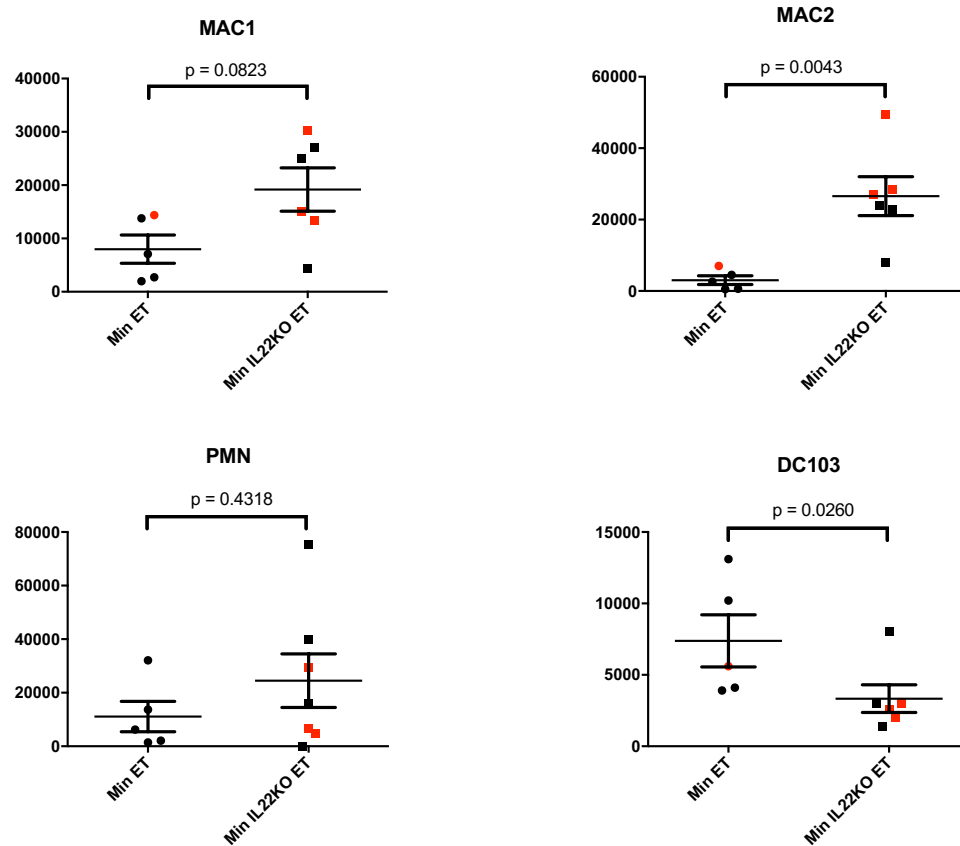 MAC1
p = 0.0823
40000
30000
20000
10000
0
Min ET
Min IL22KO ET
MAC2
p = 0.0043
60000
40000
20000
0
Min ET
Min IL22KO ET
PMN
p = 0.4318
80000
60000
40000
20000
0
Min ET
Min IL22KO ET
DC103
p = 0.0260
15000
10000
5000
0
Min ET
Min IL22KO ET